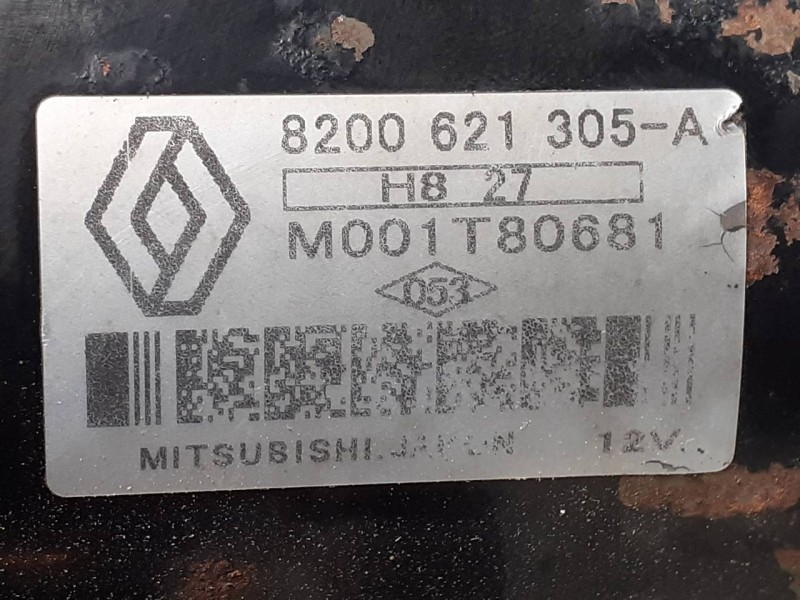 8200 621 305-A
H8 27
M001T80681
053
MITSUBISHI.JAPAN 12V